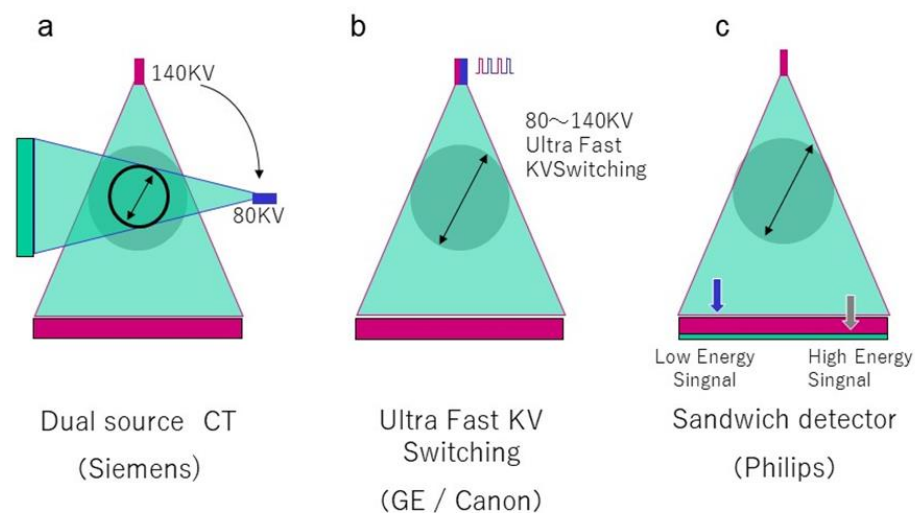 a
140KV
80KV
Dual source CT
(Siemens)
b
80～140KV
Ultra Fast
KVSwitching
Ultra Fast KV
Switching
(GE / Canon)
c
Low Energy
Singnal
High Energy
Singnal
Sandwich detector
(Philips)